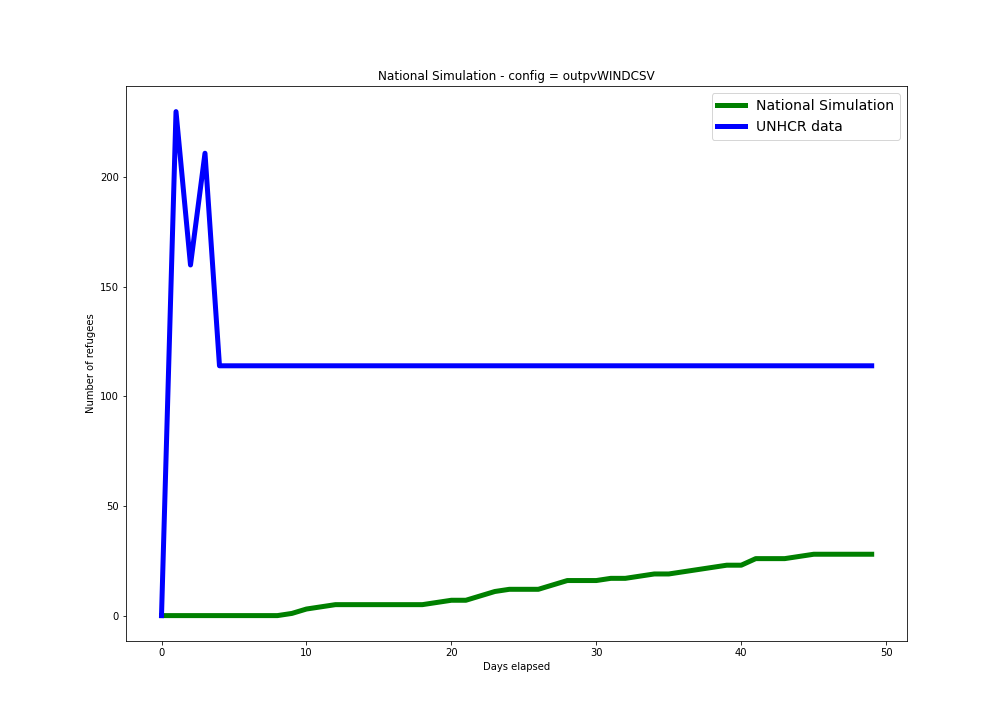 National Simulation - config = outpvWINDCSV
National Simulation
UNHCR data
Number of refugees
200
150
100
50
0
0 10 20 30 40 50
Days elapsed